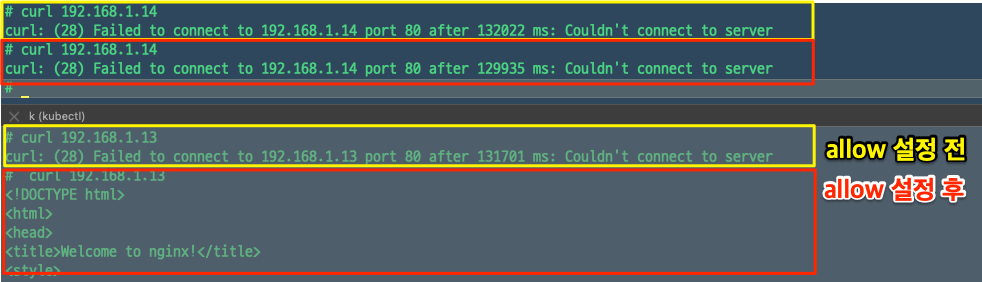 # curl 192.168.1.14
curl: (28) Failed to connect to 192.168.1.14 port 80 after 132022 ms: Couldn't connect to server
# curl 192.168.1.14
curl: (28) Failed to connect to 192.168.1.14 port 80 after 129935 ms: Couldn't connect to server
#
k (kubectl)
# curl 192.168.1.13
curl: (28) Failed to connect to 192.168.1.13 port 80 after 131701 ms: Couldn't connect to server
allow 설정 전
#  curl 192.168.1.13
allow 설정 후
<!DOCTYPE html>
<html>
<head>
<title>Welcome to nginx!</title>
<style>